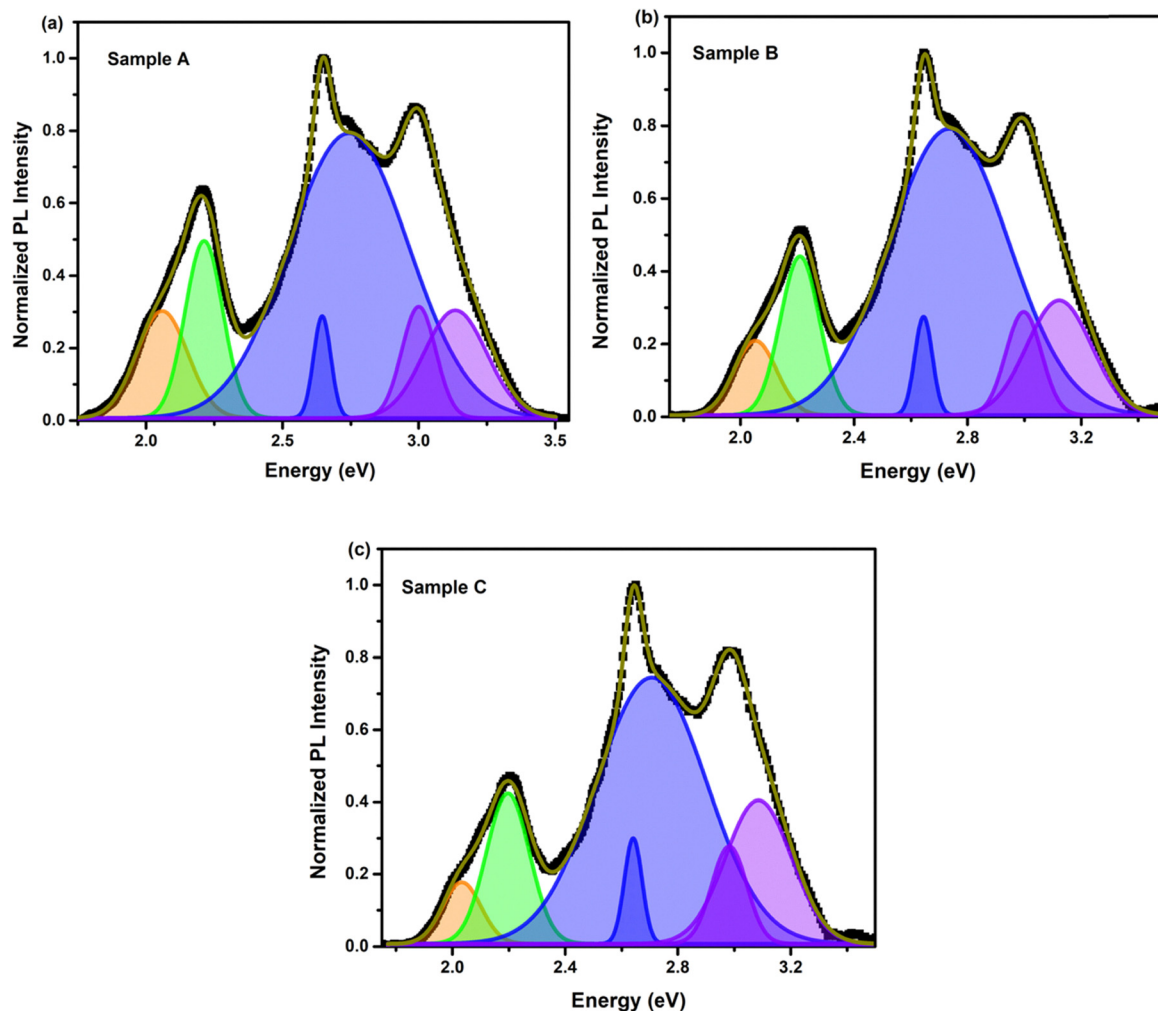 (a)
Sample A
Normalized PL Intensity
1.0
0.8
0.6
0.4
0.2
0.0
2.0
2.5
3.0
3.5
Energy (eV)
(b)
Sample B
Normalized PL Intensity
1.0
0.8
0.6
0.4
0.2
0.0
2.0
2.4
2.8
3.2
Energy (eV)
(c)
Sample C
Normalized PL Intensity
1.0
0.8
0.6
0.4
0.2
0.0
2.0
2.4
2.8
3.2
Energy (eV)